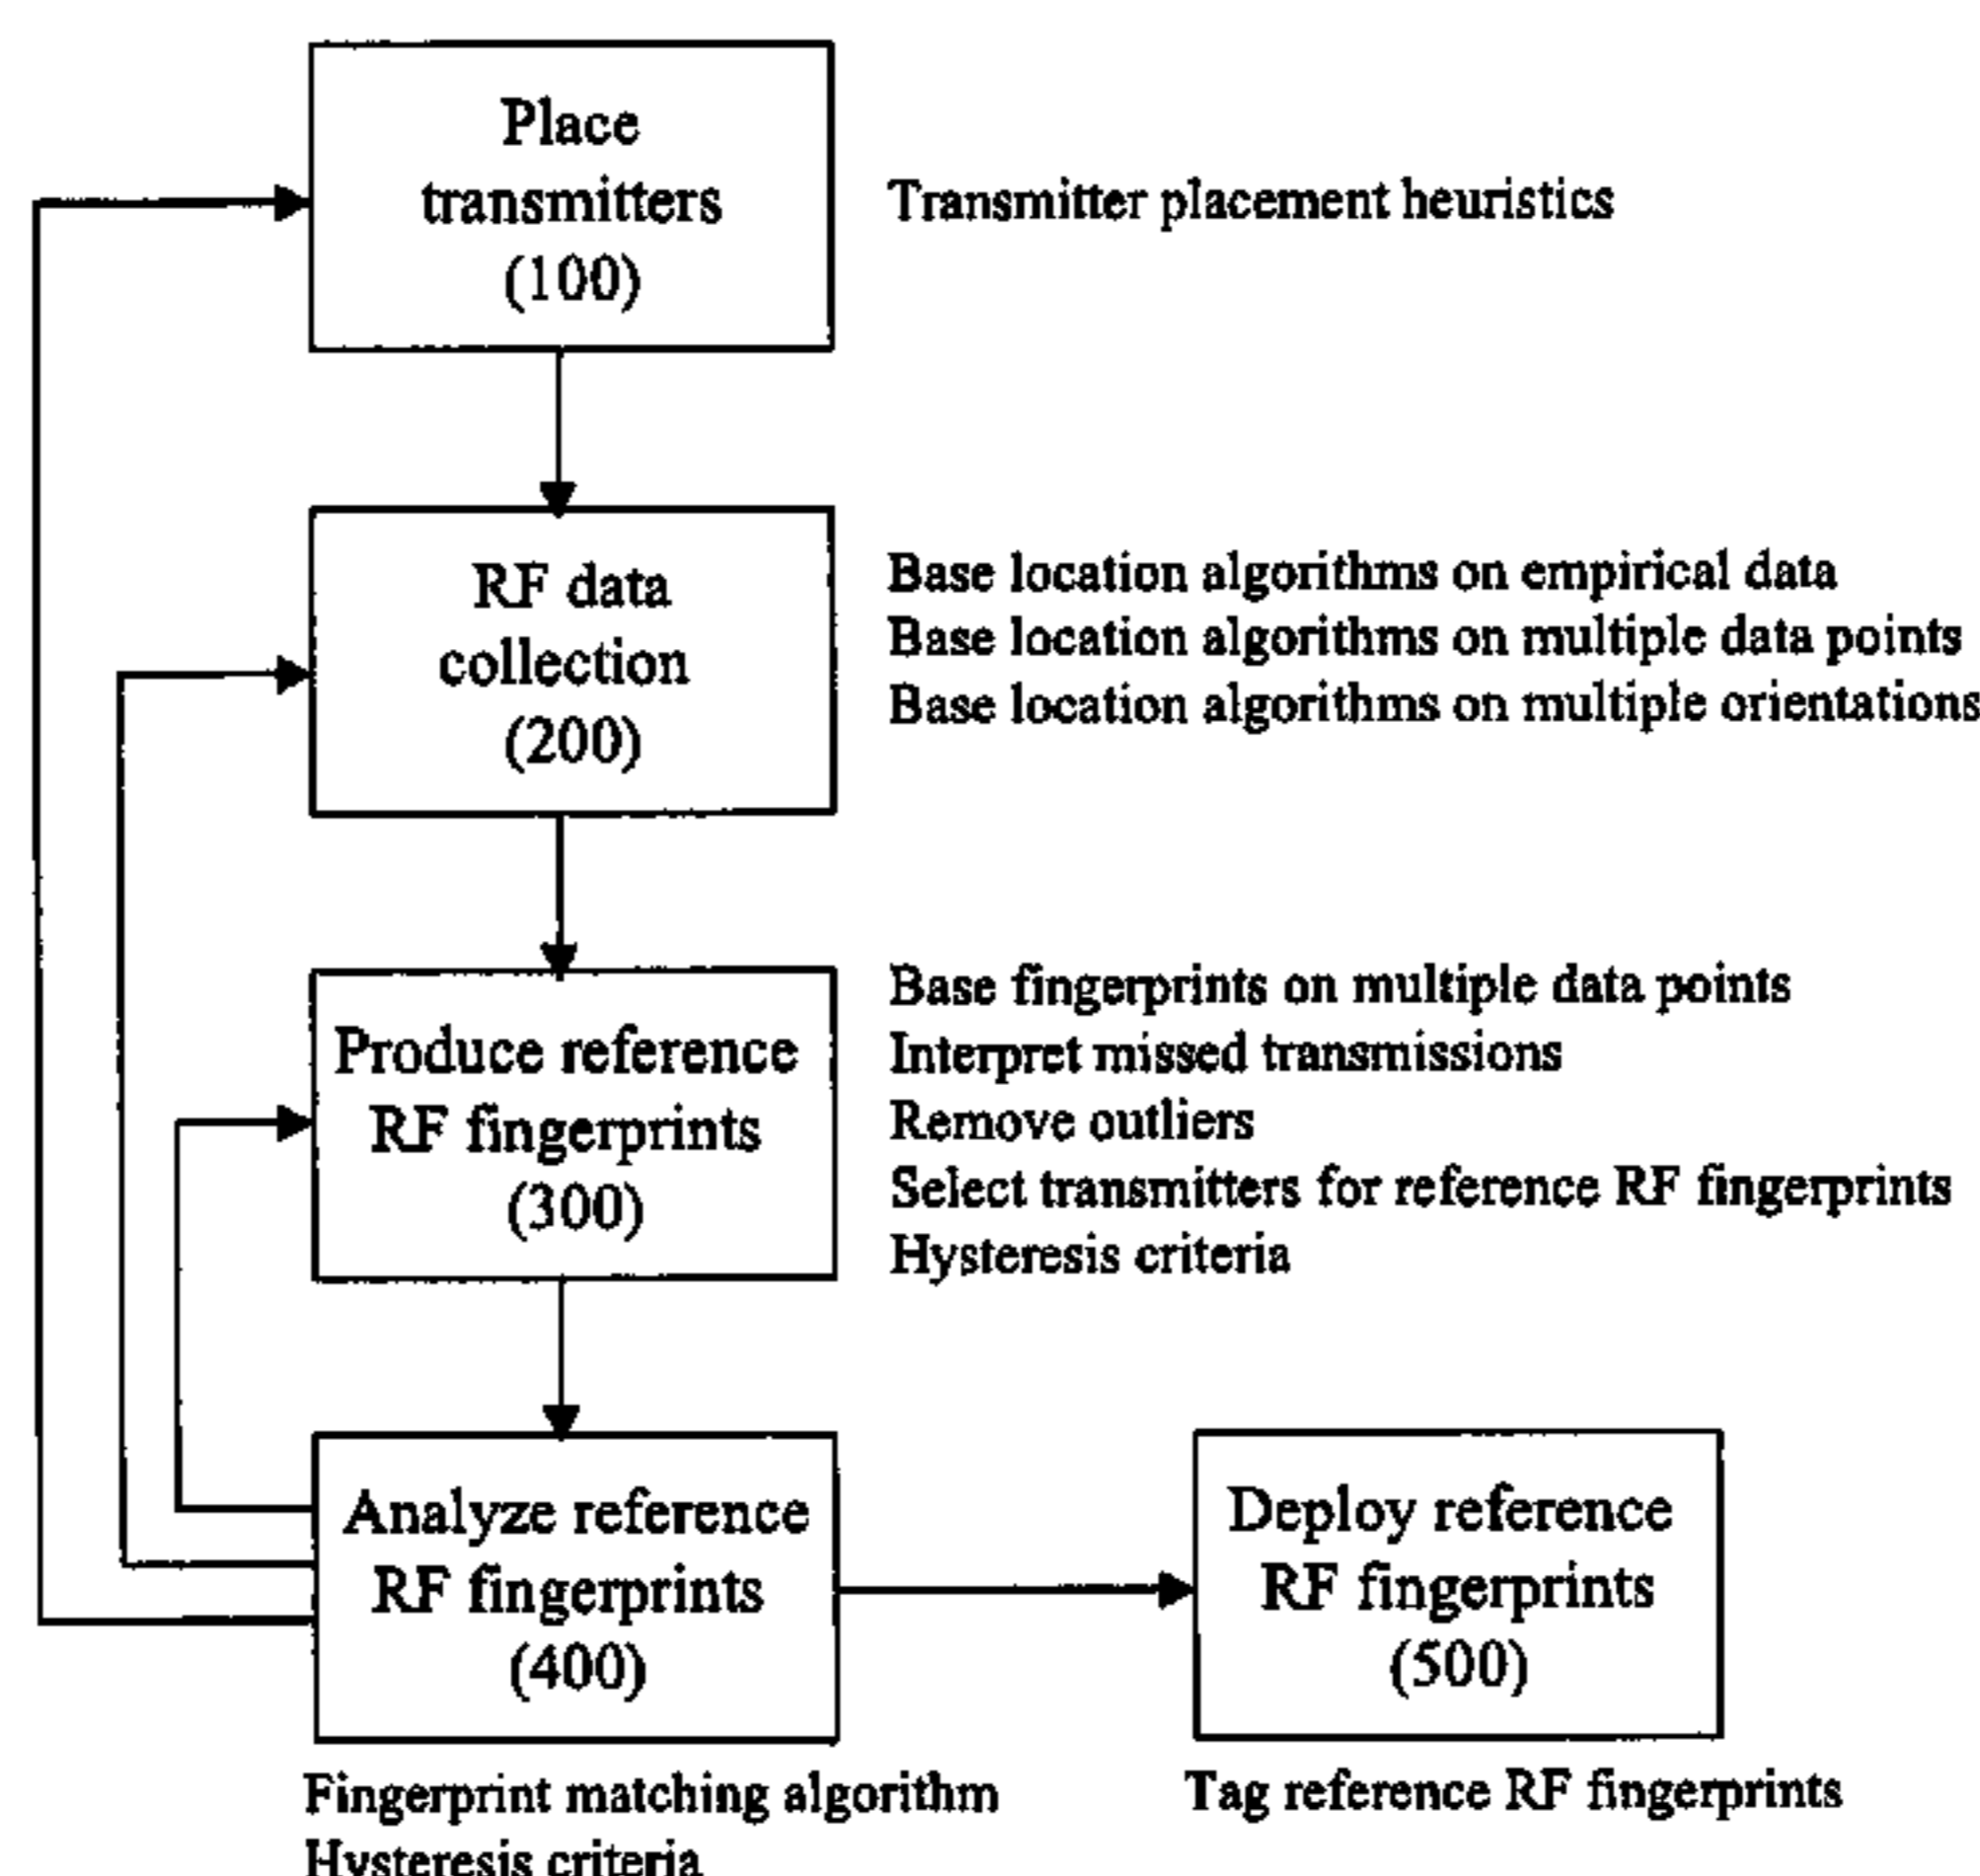 Place
transmitters
(100)
Transmitter placement heuristics
RF data
collection
(200)
Base location algorithms on empirical data
Base location algorithms on multiple data points
Base location algorithms on multiple orientations
Produce reference
RF fingerprints
(300)
Base fingerprints on multiple data points
Interpret missed transmissions
Remove outliers
Select transmitters for reference RF fingerprints
Hysteresis criteria
Analyze reference
RF fingerprints
(400)
Fingerprint matching algorithm
Hysteresis criteria
Deploy reference
RF fingerprints
(500)
Tag reference RF fingerprints